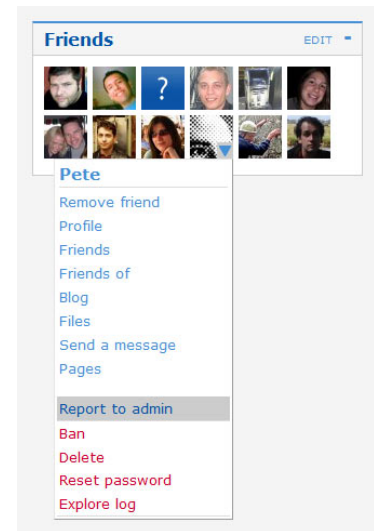 Friends EDIT -
?
Pete
Remove friend
Profile
Friends
Friends of
Blog
Files
Send a message
Pages
Report to admin
Ban
Delete
Reset password
Explore log